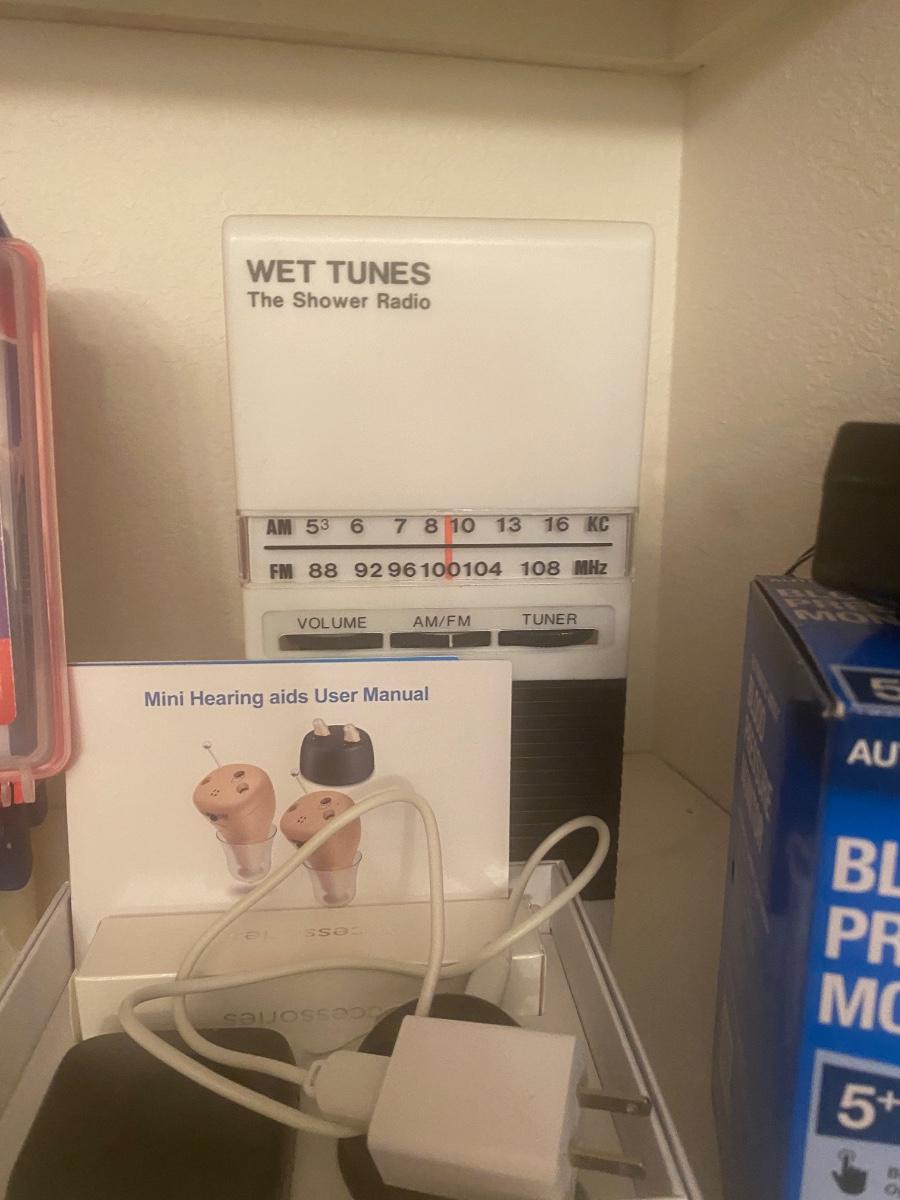 WET TUNES
The Shower Radio
AM 53 6 7 8 10 13 16 KC
FM 88 92 96 100 104 108 MHz
VOLUME AM/FM TUNER
Mini Hearing aids User Manual
ccessories
5
AU
BL
PR
MO
5+